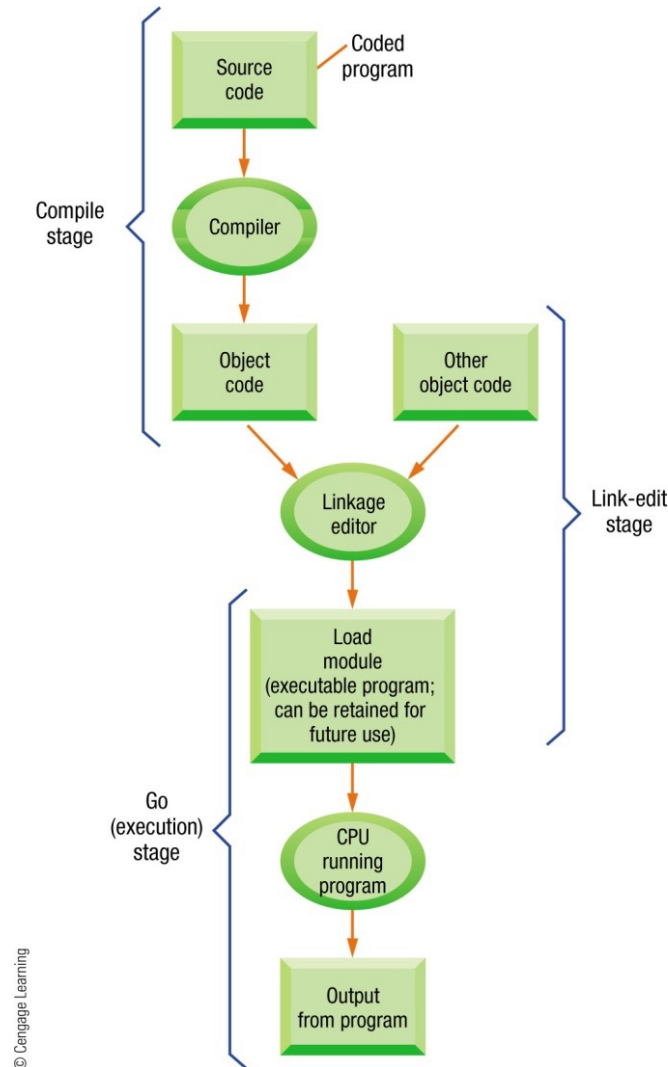 Source
code
Coded
program
Compiler
Compile
stage
Object
code
Other
object code
Linkage
editor
Link-edit
stage
Load
module
(executable program;
can be retained for
future use)
Go
(execution)
stage
CPU
running
program
Output
from program
© Cengage Learning